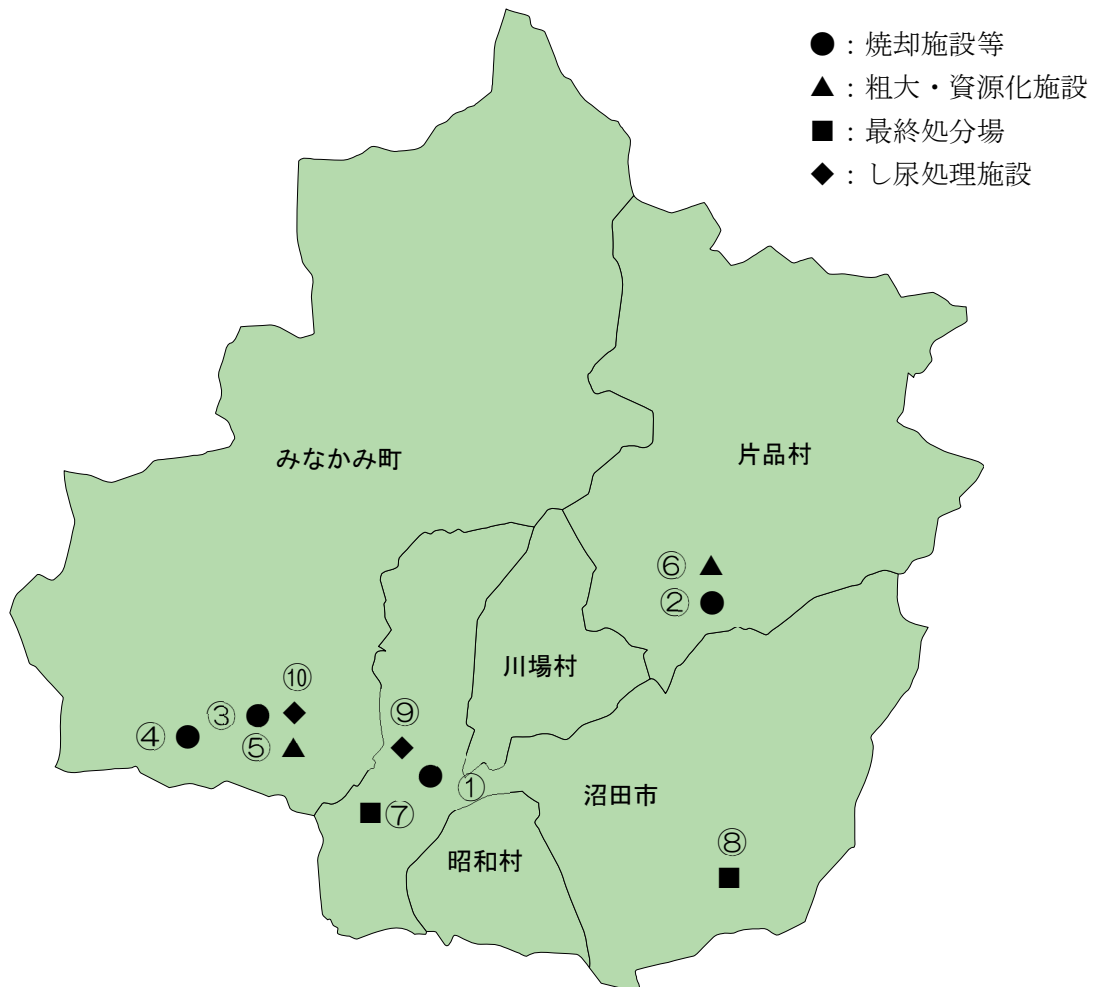 ●：焼却施設等
▲：粗大・資源化施設
■：最終処分場
◆：し尿処理施設
みなかみ町
片品村
⑥
②
川場村
⑩
③
④
⑤
⑨
①
⑦
沼田市
昭和村
⑧